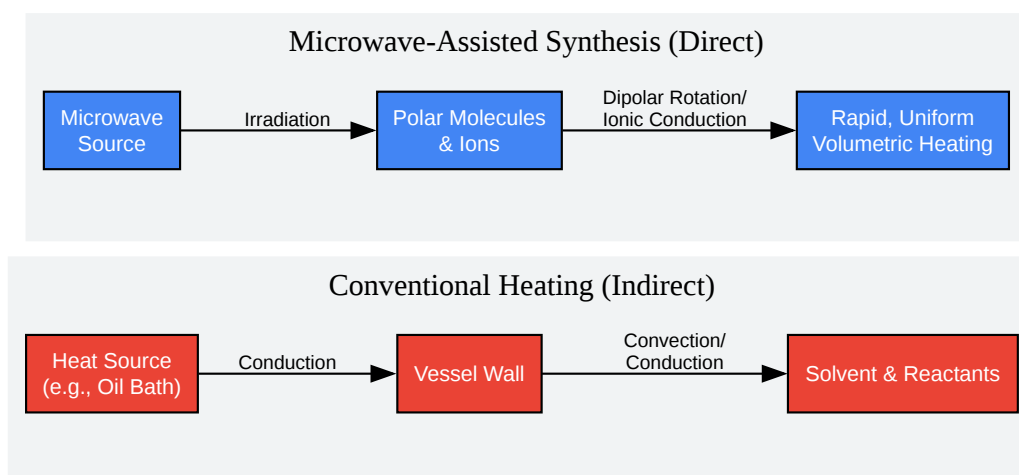 Microwave-Assisted Synthesis (Direct)
Microwave
Source
Irradiation
Polar Molecules
& Ions
Dipolar Rotation/
Ionic Conduction
Rapid, Uniform
Volumetric Heating
Conventional Heating (Indirect)
Heat Source
(e.g., Oil Bath)
Conduction
Vessel Wall
Convection/
Conduction
Solvent & Reactants